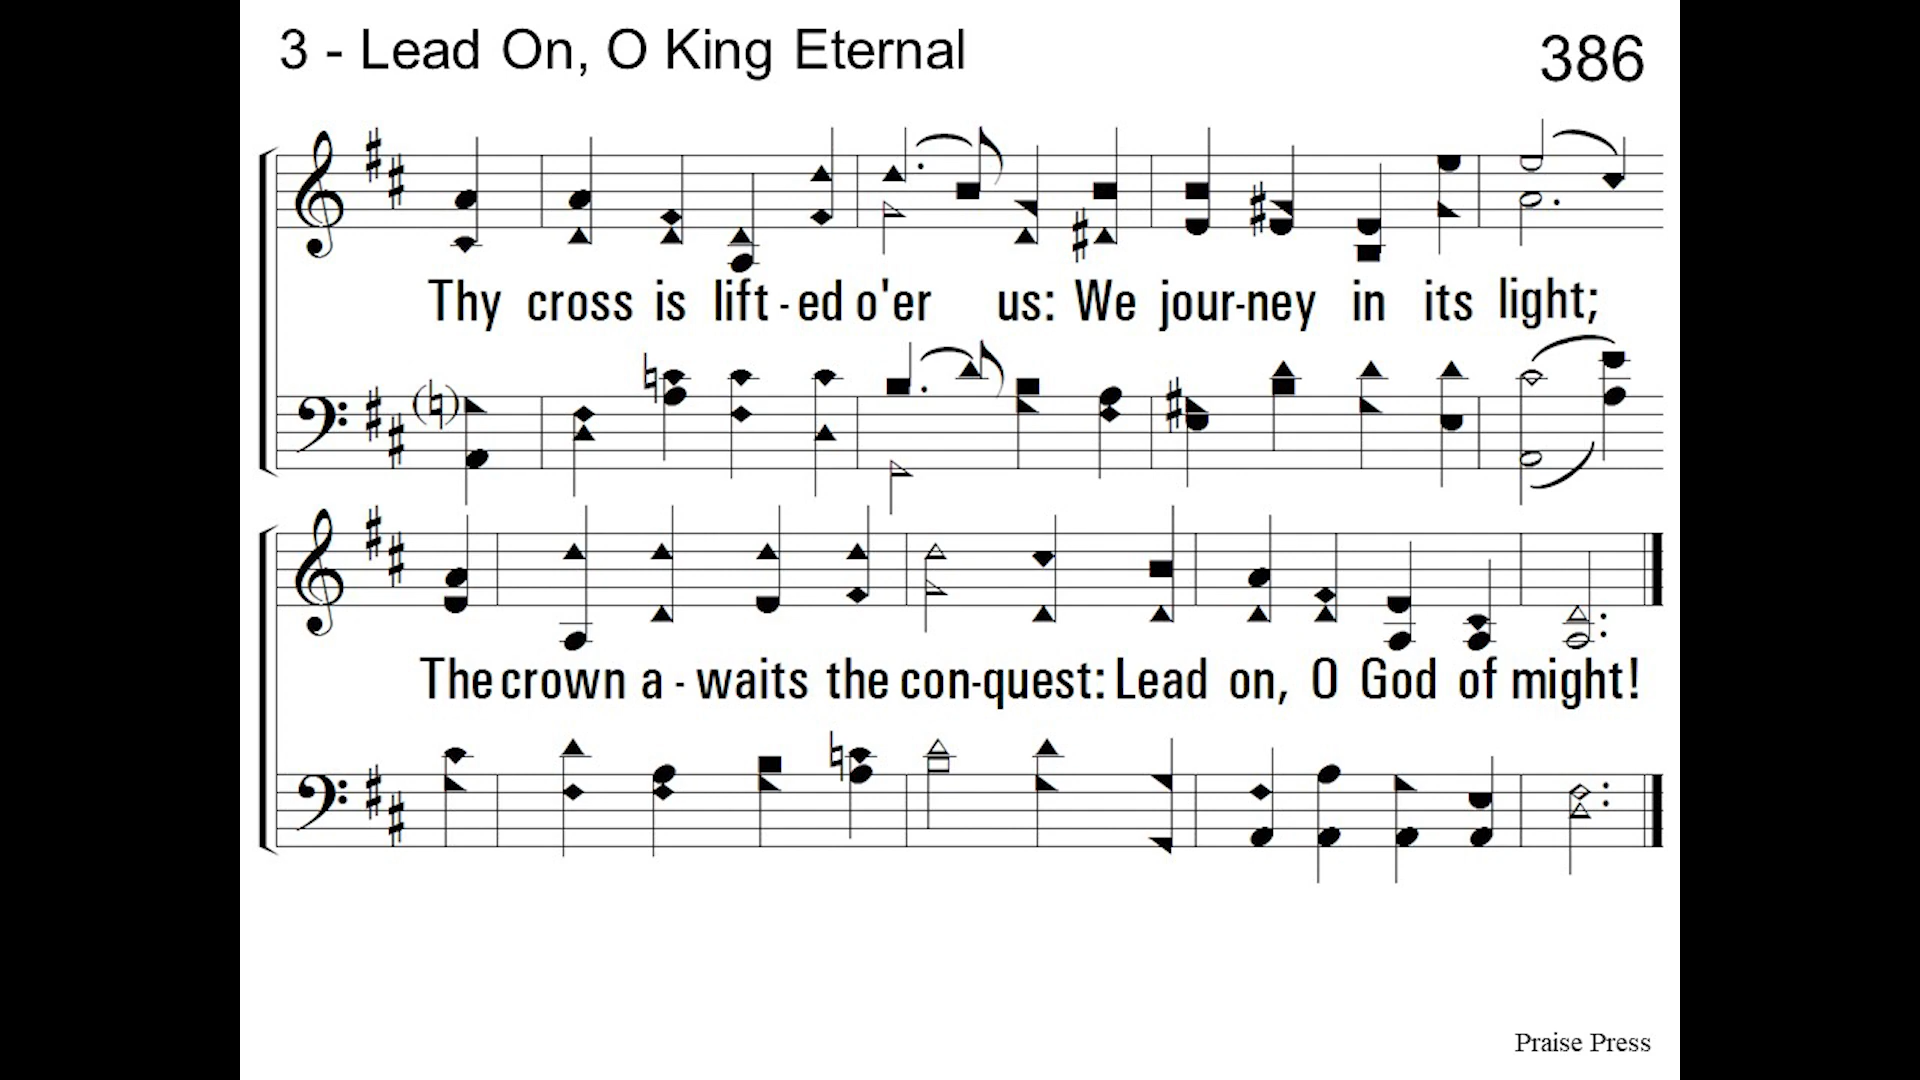 3 - Lead On, O King Eternal 386
Thy cross is lift - ed o'er us: We jour-ney in its light;
The crown a - waits the con-quest: Lead on, O God of might!
Praise Press